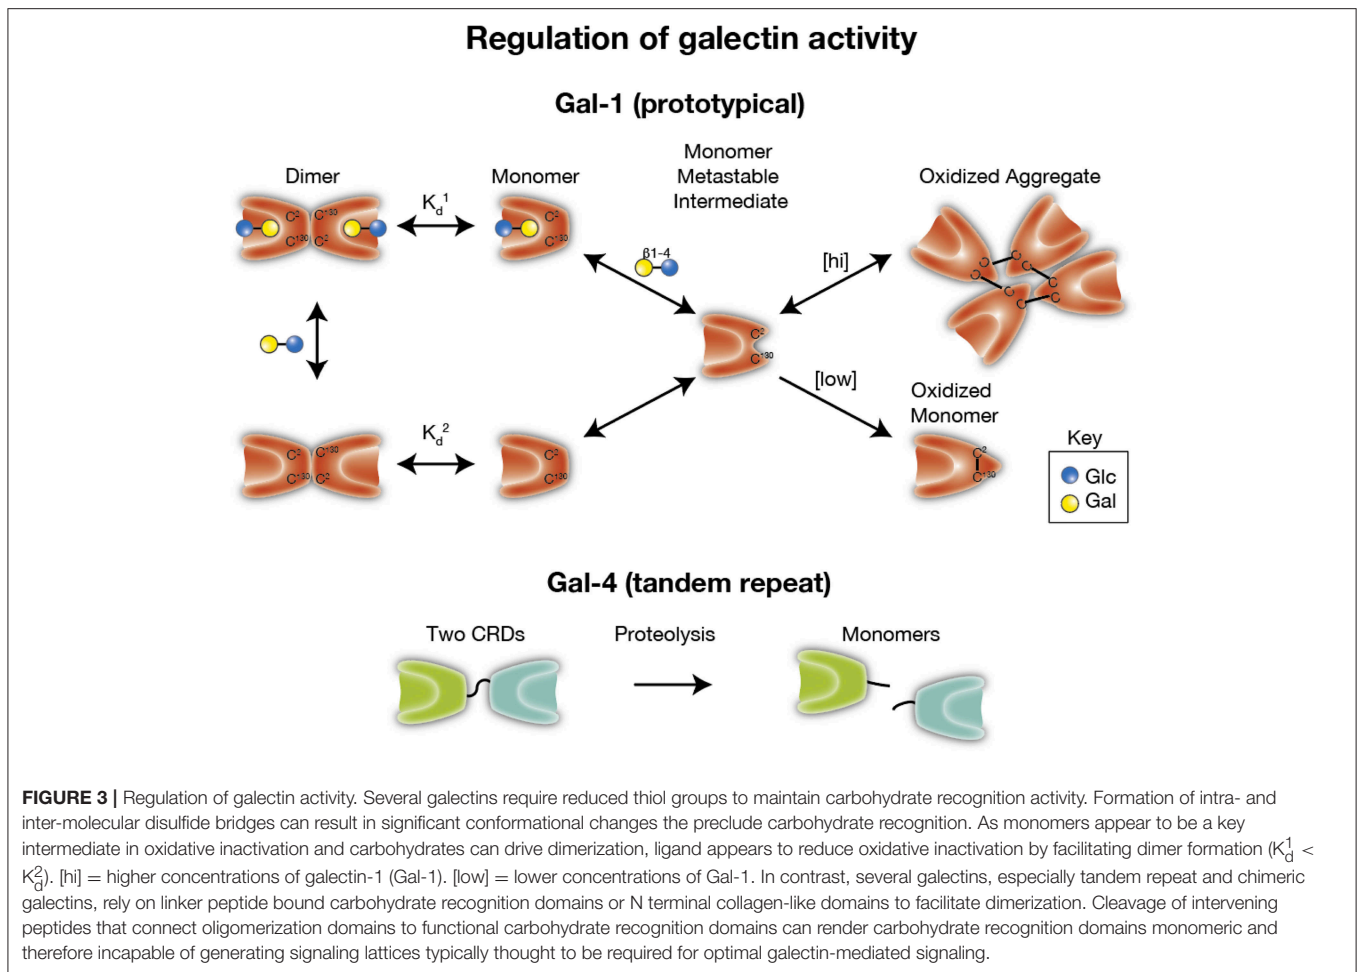 Regulation of galectin activity
Gal-1 (prototypical)
Monomer
Metastable
Intermediate
Dimer
Monomer
Oxidized Aggregate
K_d^1
C² C¹³⁰
C¹³⁰ C²
C²
C¹³⁰
β1-4
[hi]
C C C C C C C C
C²
C¹³⁰
[low]
Oxidized
Monomer
K_d^2
C² C¹³⁰
C¹³⁰ C²
C²
C¹³⁰
C²
C¹³⁰
Key
Glc
Gal
Gal-4 (tandem repeat)
Two CRDs
Proteolysis
Monomers
FIGURE 3 | Regulation of galectin activity. Several galectins require reduced thiol groups to maintain carbohydrate recognition activity. Formation of intra- and
inter-molecular disulfide bridges can result in significant conformational changes the preclude carbohydrate recognition. As monomers appear to be a key
intermediate in oxidative inactivation and carbohydrates can drive dimerization, ligand appears to reduce oxidative inactivation by facilitating dimer formation (K_d^1 <
K_d^2). [hi] = higher concentrations of galectin-1 (Gal-1). [low] = lower concentrations of Gal-1. In contrast, several galectins, especially tandem repeat and chimeric
galectins, rely on linker peptide bound carbohydrate recognition domains or N terminal collagen-like domains to facilitate dimerization. Cleavage of intervening
peptides that connect oligomerization domains to functional carbohydrate recognition domains can render carbohydrate recognition domains monomeric and
therefore incapable of generating signaling lattices typically thought to be required for optimal galectin-mediated signaling.